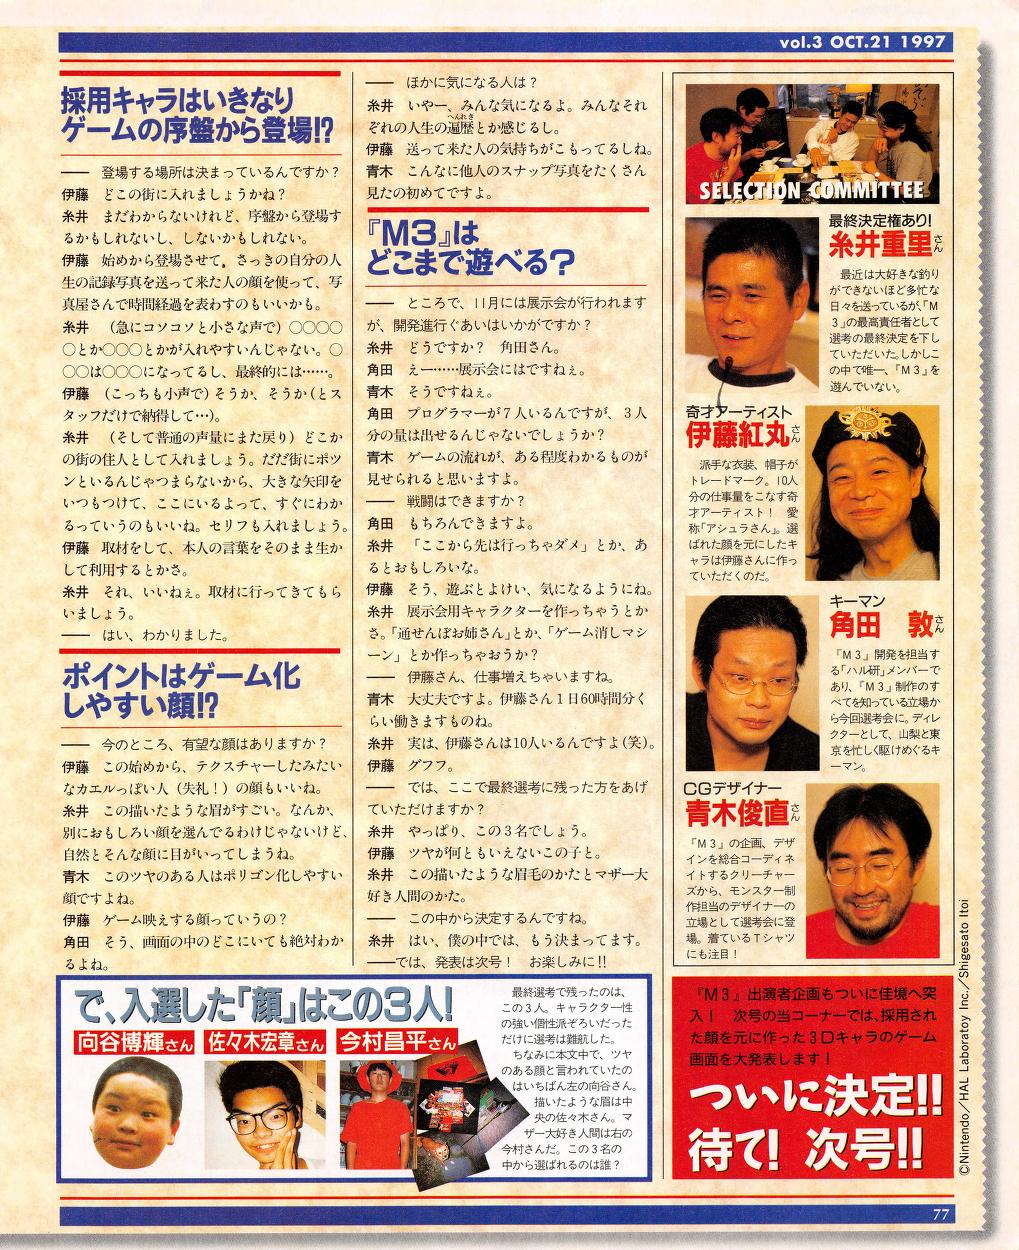 vol.3 OCT.21 1997
採用キャラはいきなり
ゲームの序盤から登場!?
―― 登場する場所は決まっているんですか？
伊藤 どこの街に入れましょうかね？
糸井 まだわからないけれど、序盤から登場す
るかもしれないし、しないかもしれない。
伊藤 始めから登場させて、さっきの自分の人
生の記録写真を送って来た人の顔を使って、写
真屋さんで時間経過を表わすのもいいかも。
糸井 （急にコソコソと小さな声で）○○○○
○とか○○○とかが入れやすいんじゃない。○
○○は○○○になってるし、最終的には……。
伊藤 （こっちも小声で）そうか、そうか（とス
タッフだけで納得して…）。
糸井 （そして普通の声量にまた戻り）どこか
の街の住人として入れましょう。だだ街にポツ
ンといるんじゃつまらないから、大きな矢印を
いつもつけて、ここにいるよって、すぐにわか
るっていうのもいいね。セリフも入れましょう。
伊藤 取材をして、本人の言葉をそのまま生か
して利用するとかさ。
糸井 それ、いいねぇ。取材に行ってきてもら
いましょう。
―― はい、わかりました。
ポイントはゲーム化
しやすい顔!?
―― 今のところ、有望な顔はありますか？
伊藤 この始めから、テクスチャーしたみたい
なカエルっぽい人（失礼！）の顔もいいね。
糸井 この描いたような眉がすごい。なんか、
別におもしろい顔を選んでるわけじゃないけど、
自然とそんな顔に目がいってしまうね。
青木 このツヤのある人はポリゴン化しやすい
顔ですよね。
伊藤 ゲーム映えする顔っていうの？
角田 そう、画面の中のどこにいても絶対わか
るよね。
―― ほかに気になる人は？
糸井 いやー、みんな気になるよ。みんなそれ
ぞれの人生の遍歴とか感じるし。
へんれき
伊藤 送って来た人の気持ちがこもってるしね。
青木 こんなに他人のスナップ写真をたくさん
見たの初めてですよ。
『M3』は
どこまで遊べる？
―― ところで、11月には展示会が行われます
が、開発進行ぐあいはいかがですか？
糸井 どうですか？ 角田さん。
角田 えー……展示会にはですねぇ。
青木 そうですねぇ。
角田 プログラマーが7人いるんですが、3人
分の量は出せるんじゃないでしょうか？
青木 ゲームの流れが、ある程度わかるものが
見せられると思いますよ。
―― 戦闘はできますか？
角田 もちろんできますよ。
糸井 「ここから先は行っちゃダメ」とか、あ
るとおもしろいな。
伊藤 そう、遊ぶとよけい、気になるようにね。
糸井 展示会用キャラクターを作っちゃうとか
さ。「通せんぼお姉さん」とか、「ゲーム消しマシ
ーン」とか作っちゃおうか？
―― 伊藤さん、仕事増えちゃいますね。
青木 大丈夫ですよ。伊藤さん1日60時間分く
らい働きますものね。
糸井 実は、伊藤さんは10人いるんですよ(笑)。
伊藤 グフフ。
―― では、ここで最終選考に残った方をあげ
ていただけますか？
糸井 やっぱり、この3名でしょう。
伊藤 ツヤが何ともいえないこの子と。
糸井 この描いたような眉毛のかたとマザー大
好き人間のかた。
―― この中から決定するんですね。
糸井 はい、僕の中では、もう決まってます。
――では、発表は次号！ お楽しみに!!
SELECTION COMMITTEE
最終決定権あり!
糸井重里さん
最近は大好きな釣り
ができないほど多忙な
日々を送っているが、『M
3』の最高責任者として
選考の最終決定を下し
ていただいた。しかしこ
の中で唯一、『M3』を
遊んでいない。
奇才アーティスト
伊藤紅丸さん
派手な衣装、帽子が
トレードマーク。10人
分の仕事量をこなす奇
才アーティスト！ 愛
称「アシュラさん」。選
ばれた顔を元にしたキ
ャラは伊藤さんに作っ
ていただくのだ。
キーマン
角田 敦さん
『M3』開発を担当す
る「ハル研」メンバーで
あり、『M3』制作のす
べてを知っている立場か
ら今回選考会に。ディレ
クターとして、山梨と東
京を忙しく駆けめぐるキ
ーマン。
CGデザイナー
青木俊直さん
『M3』の企画、デザ
インを総合コーディネ
イトするクリーチャー
ズから、モンスター制
作担当のデザイナーの
立場として選考会に登
場。着ているTシャツ
にも注目！
で、入選した「顔」はこの3人!
向谷博輝さん
佐々木宏章さん
今村昌平さん
最終選考で残ったのは、
この3人。キャラクター性
の強い個性派ぞろいだった
だけに選考は難航した。
ちなみに本文中で、ツヤ
のある顔と言われていたの
はいちばん左の向谷さん。
描いたような眉は中
央の佐々木さん。マ
ザー大好き人間は右の
今村さんだ。この3名の
中から選ばれるのは誰？
『M3』出演者企画もついに佳境へ突
入！ 次号の当コーナーでは、採用され
た顔を元に作った3Dキャラのゲーム
画面を大発表します！
ついに決定!!
待て! 次号!!
©Nintendo/HAL Laboratoy Inc./Shigesato Itoi
77